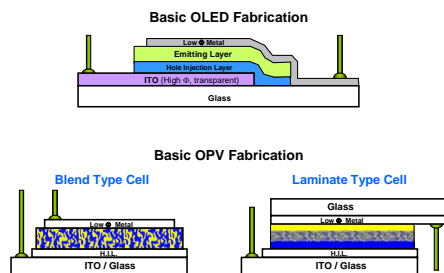 Basic OLED Fabrication
Low Φ Metal
Emitting Layer
Hole Injection Layer
ITO (High Φ, transparent)
Glass
Basic OPV Fabrication
Blend Type Cell
Laminate Type Cell
Glass
Low Φ Metal
Low Φ Metal
H.I.L.
H.I.L.
ITO / Glass
ITO / Glass